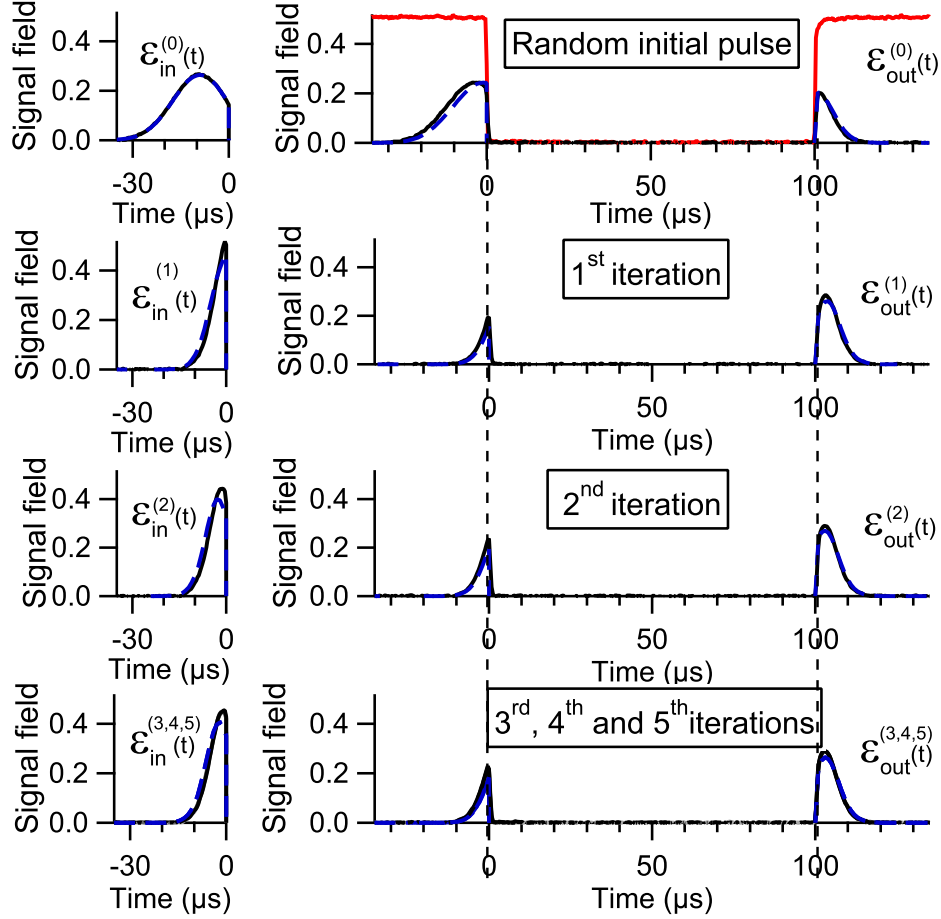 Signal field
0.4
0.2
0.0
ε_in^(0)(t)
-30
0
Time (µs)
Signal field
0.4
0.2
0.0
Random initial pulse
ε_out^(0)(t)
0
50
100
Time (µs)
Signal field
0.4
0.2
0.0
ε_in^(1)(t)
-30
0
Time (µs)
Signal field
0.4
0.2
0.0
1^st iteration
ε_out^(1)(t)
0
50
100
Time (µs)
Signal field
0.4
0.2
0.0
ε_in^(2)(t)
-30
0
Time (µs)
Signal field
0.4
0.2
0.0
2^nd iteration
ε_out^(2)(t)
0
50
100
Time (µs)
Signal field
0.4
0.2
0.0
ε_in^(3,4,5)(t)
-30
0
Time (µs)
Signal field
0.4
0.2
0.0
3^rd, 4^th and 5^th iterations
ε_out^(3,4,5)(t)
0
50
100
Time (µs)